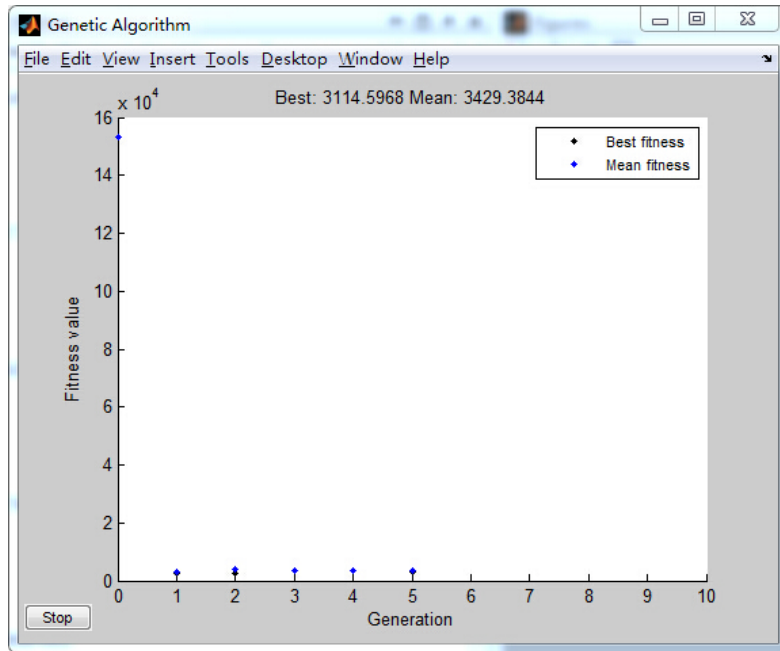 Genetic Algorithm
File Edit View Insert Tools Desktop Window Help
x 10^4
Best: 3114.5968 Mean: 3429.3844
Best fitness
Mean fitness
Fitness value
16
14
12
10
8
6
4
2
0
0 1 2 3 4 5 6 7 8 9 10
Generation
Stop